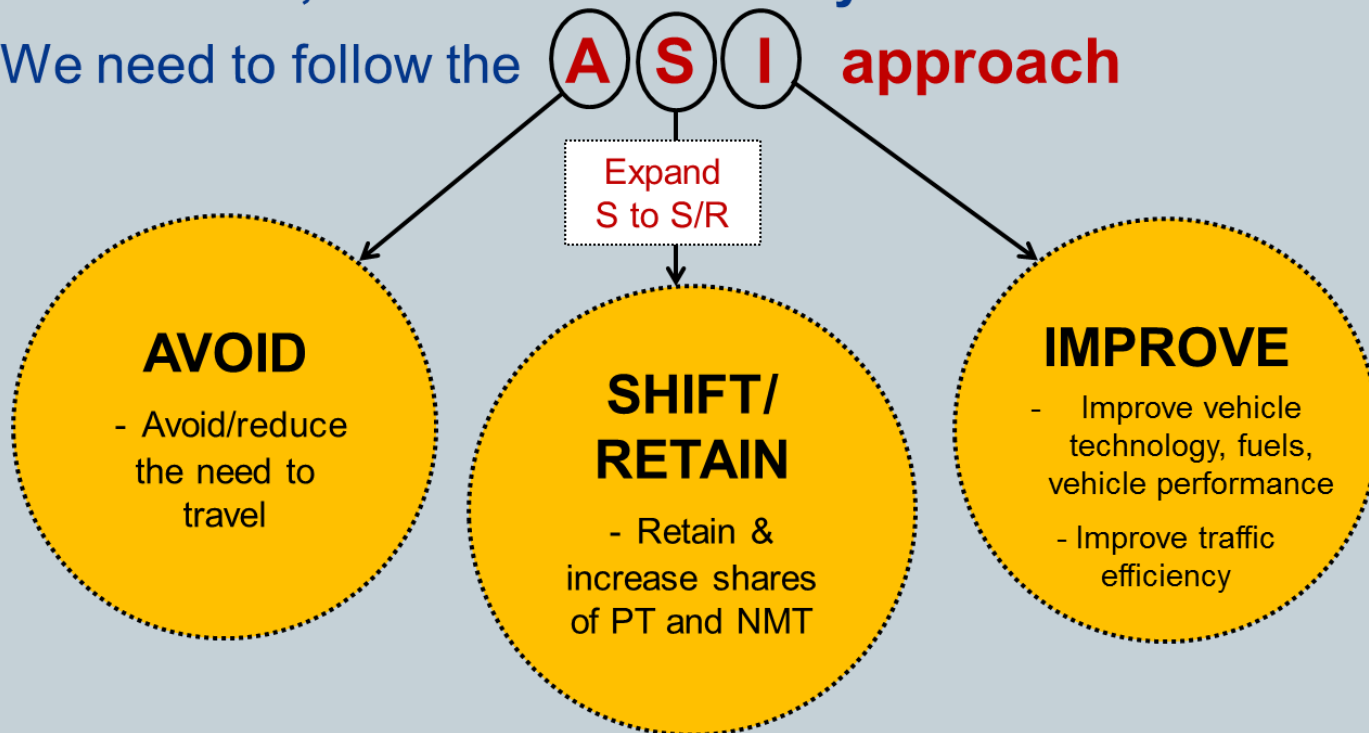 We need to follow the A S I approach
Expand
S to S/R
AVOID
- Avoid/reduce
the need to
travel
SHIFT/
RETAIN
- Retain &
increase shares
of PT and NMT
IMPROVE
- Improve vehicle
technology, fuels,
vehicle performance
- Improve traffic
efficiency